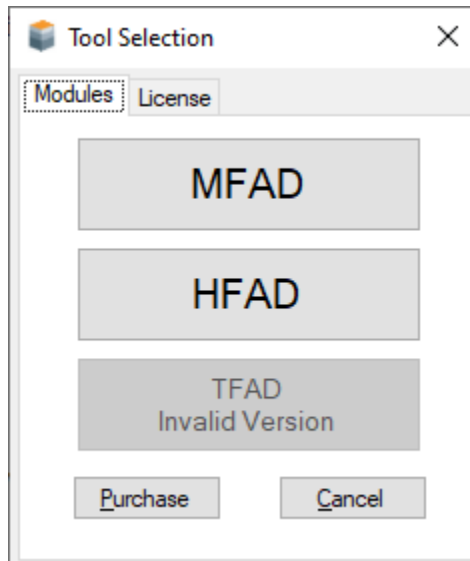 Tool Selection
Modules
License
MFAD
HFAD
TFAD
Invalid Version
Purchase
Cancel